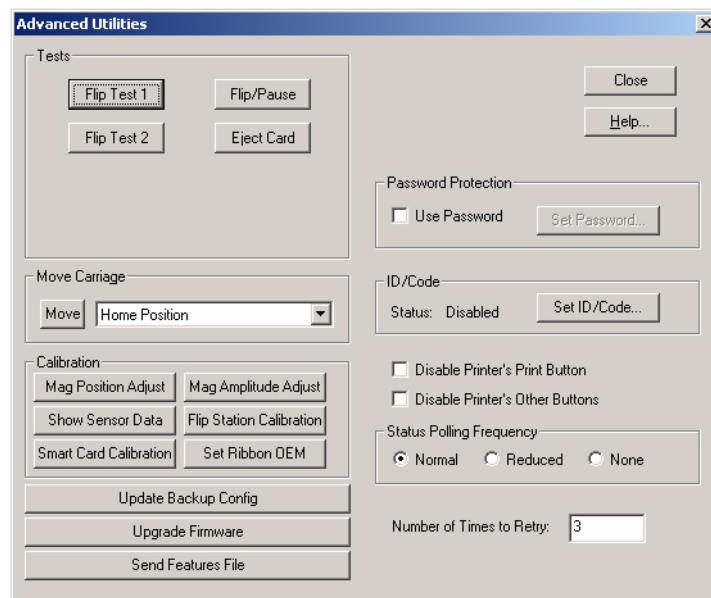 Advanced Utilities
Tests
Flip Test 1
Flip/Pause
Flip Test 2
Eject Card
Close
Help...
Password Protection
Use Password
Set Password...
Move Carriage
Move
Home Position
ID/Code
Status: Disabled
Set ID/Code...
Calibration
Mag Position Adjust
Mag Amplitude Adjust
Show Sensor Data
Flip Station Calibration
Smart Card Calibration
Set Ribbon OEM
Disable Printer's Print Button
Disable Printer's Other Buttons
Status Polling Frequency
Normal
Reduced
None
Update Backup Config
Upgrade Firmware
Send Features File
Number of Times to Retry: 3